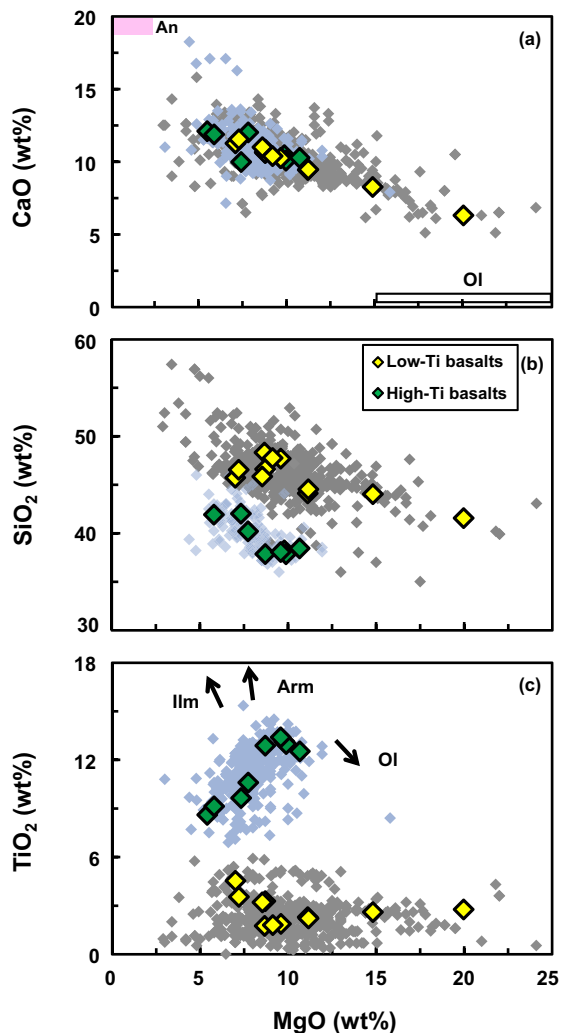 20
An
(a)
15
10
5
0
CaO (wt%)
Ol
60
Low-Ti basalts
(b)
High-Ti basalts
50
40
30
SiO₂ (wt%)
18
Ilm
Arm
(c)
12
Ol
6
0
TiO₂ (wt%)
0 5 10 15 20 25
MgO (wt%)